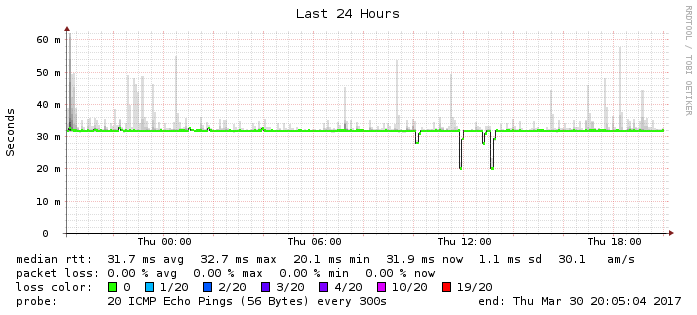 Last 24 Hours
RRDTOOL / TOBI OETIKER
Seconds
60 m
50 m
40 m
30 m
20 m
10 m
0
Thu 00:00 Thu 06:00 Thu 12:00 Thu 18:00
median rtt: 31.7 ms avg 32.7 ms max 20.1 ms min 31.9 ms now 1.1 ms sd 30.1 am/s
packet loss: 0.00 % avg 0.00 % max 0.00 % min 0.00 % now
loss color: 0 1/20 2/20 3/20 4/20 10/20 19/20
probe: 20 ICMP Echo Pings (56 Bytes) every 300s end: Thu Mar 30 20:05:04 2017